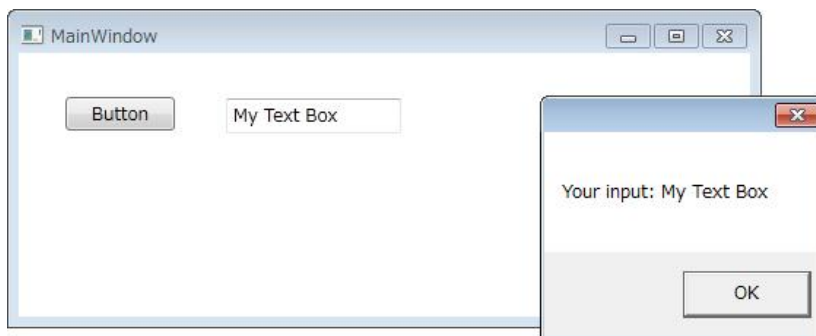 MainWindow
Button
My Text Box
Your input: My Text Box
OK